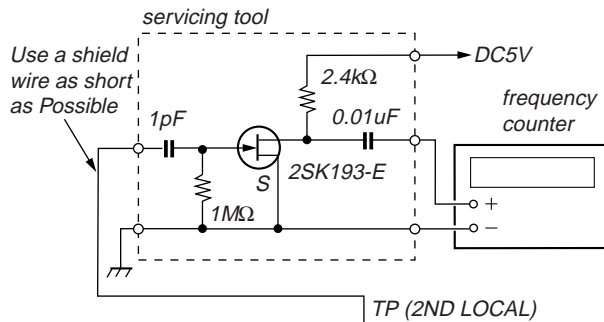 servicing tool
Use a shield
wire as short
as Possible
DC5V
2.4kΩ
frequency
counter
1pF
0.01uF
S
2SK193-E
1MΩ
+
−
TP (2ND LOCAL)